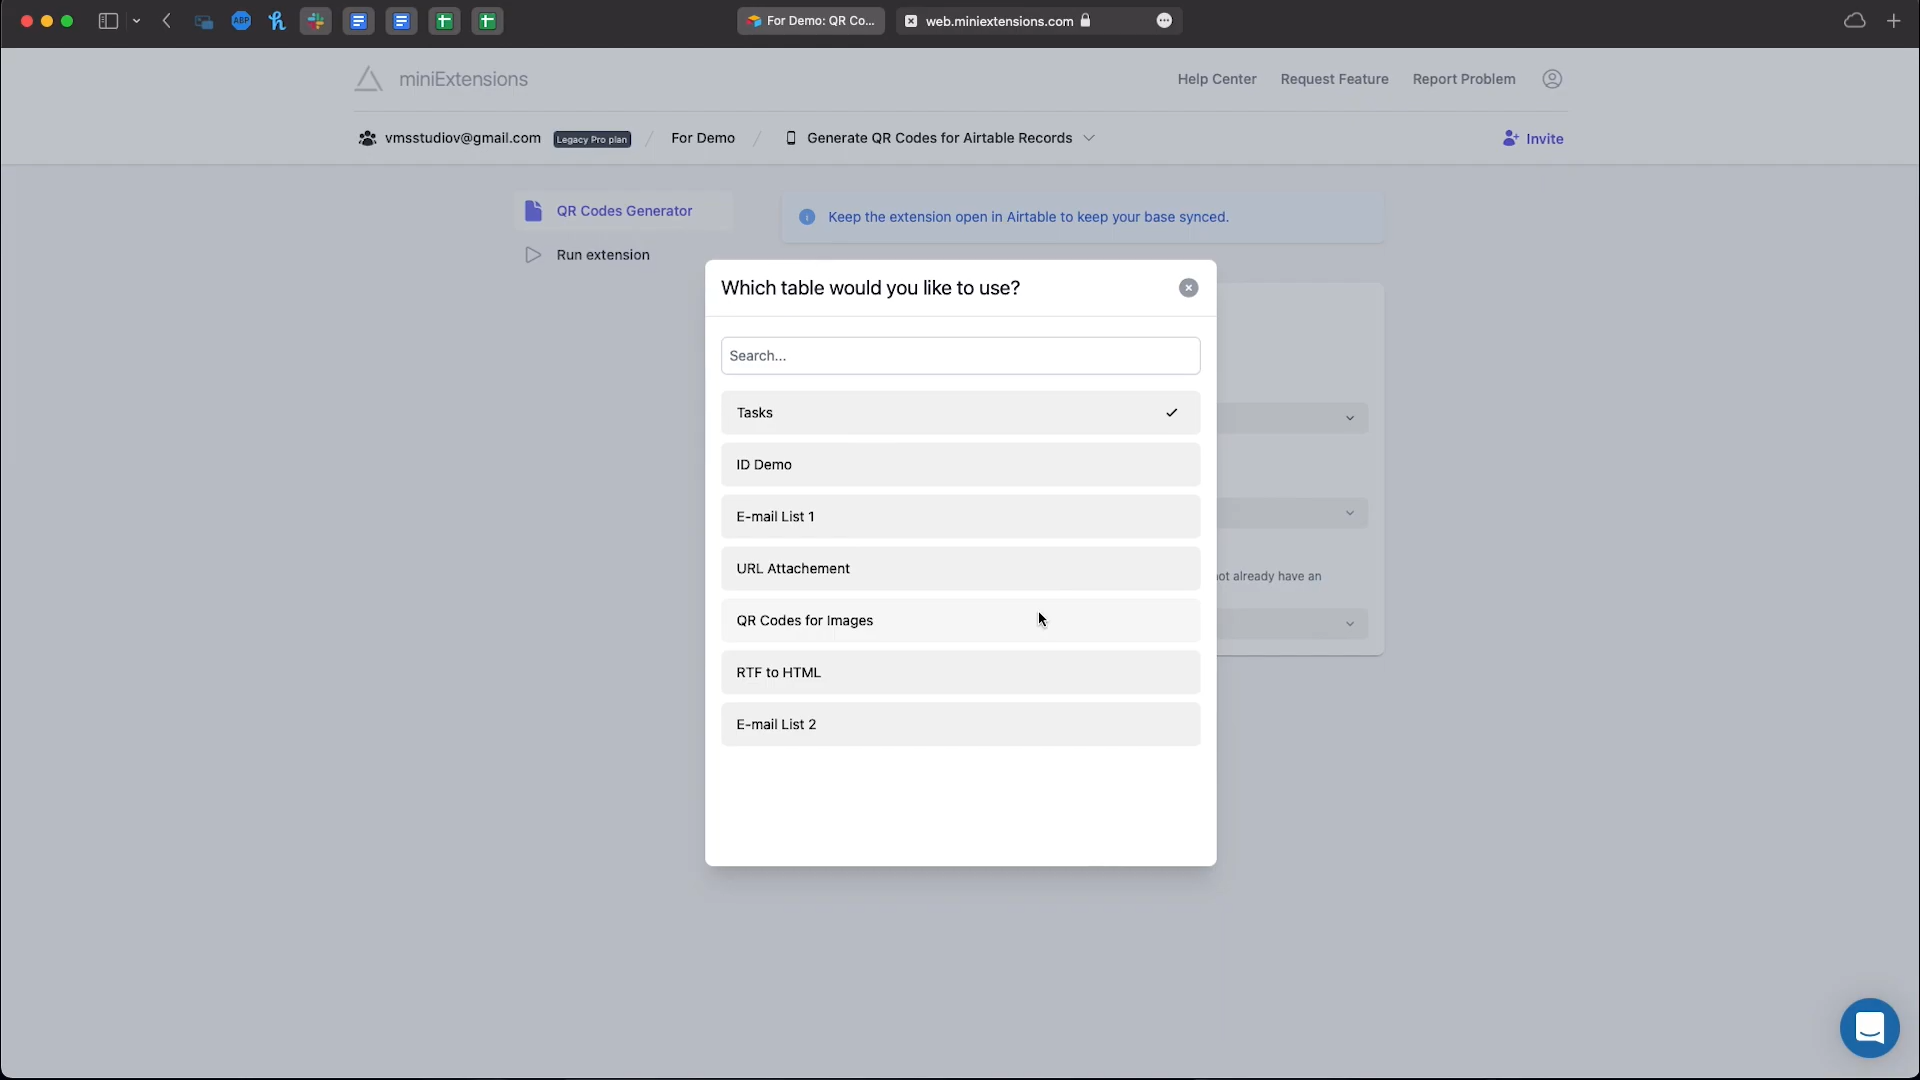 ABP
For Demo: QR Co...
web.miniextensions.com
miniExtensions
Help Center
Request Feature
Report Problem
vmsstudiov@gmail.com
Legacy Pro plan
/
For Demo
/
Generate QR Codes for Airtable Records
Invite
QR Codes Generator
Keep the extension open in Airtable to keep your base synced.
Run extension
Which table would you like to use?
Search...
Tasks
ID Demo
E-mail List 1
URL Attachement
ot already have an
QR Codes for Images
RTF to HTML
E-mail List 2